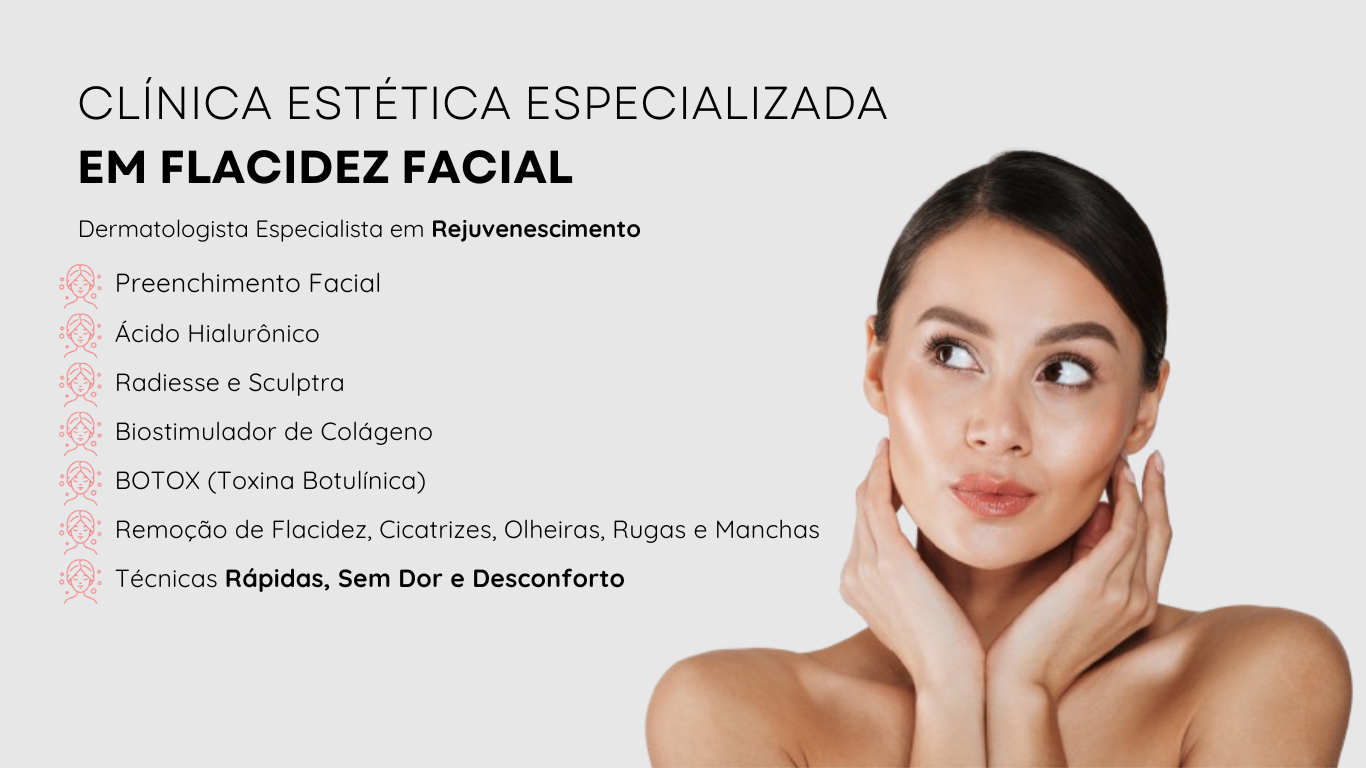 CLÍNICA ESTÉTICA ESPECIALIZADA
EM FLACIDEZ FACIAL
Dermatologista Especialista em Rejuvenescimento
Preenchimento Facial
Ácido Hialurônico
Radiesse e Sculptra
Biostimulador de Colágeno
BOTOX (Toxina Botulínica)
Remoção de Flacidez, Cicatrizes, Olheiras, Rugas e Manchas
Técnicas Rápidas, Sem Dor e Desconforto